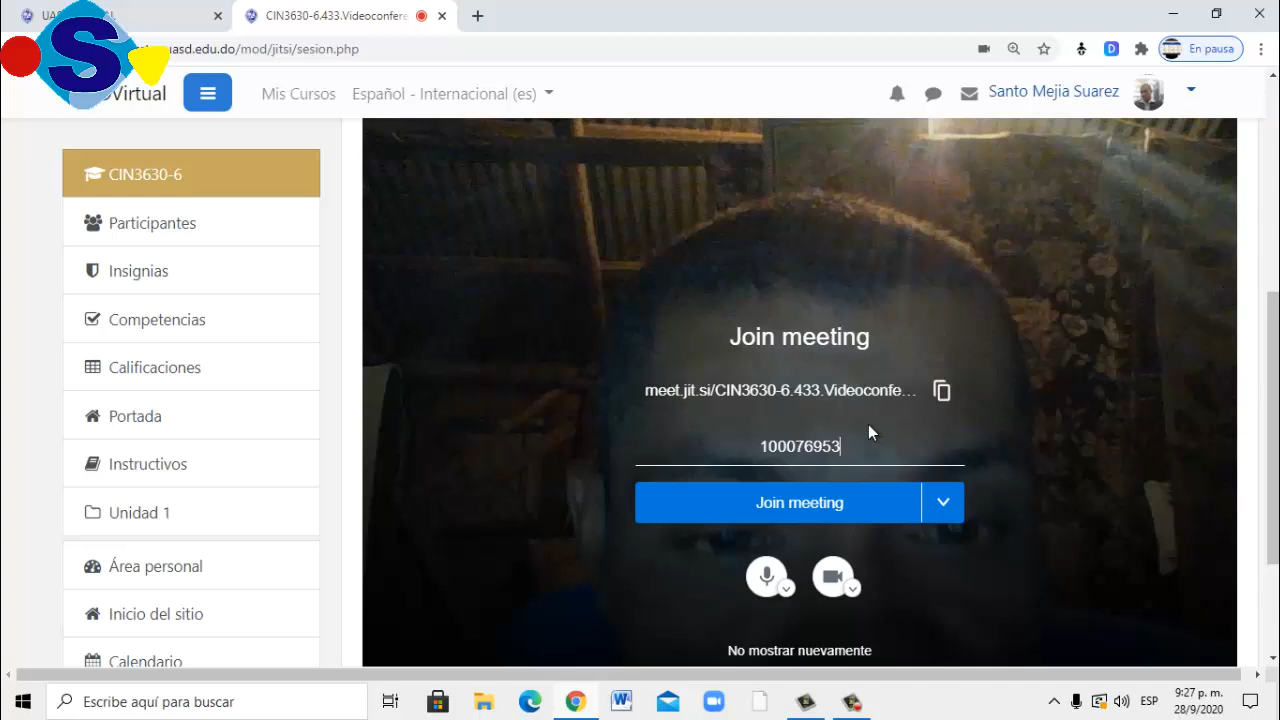 UAS
CIN3630-6.433.Videoconfere
uasd.edu.do/mod/jitsi/sesion.php
En pausa
S
Virtual
Mis Cursos
Español - Internacional (es)
Santo Mejia Suarez
CIN3630-6
Participantes
Insignias
Competencias
Calificaciones
Portada
Instructivos
Unidad 1
Área personal
Inicio del sitio
Calendario
Join meeting
meet.jit.si/CIN3630-6.433.Videoconfe...
100076953
Join meeting
No mostrar nuevamente
Escribe aquí para buscar
ESP
9:27 p. m.
28/9/2020